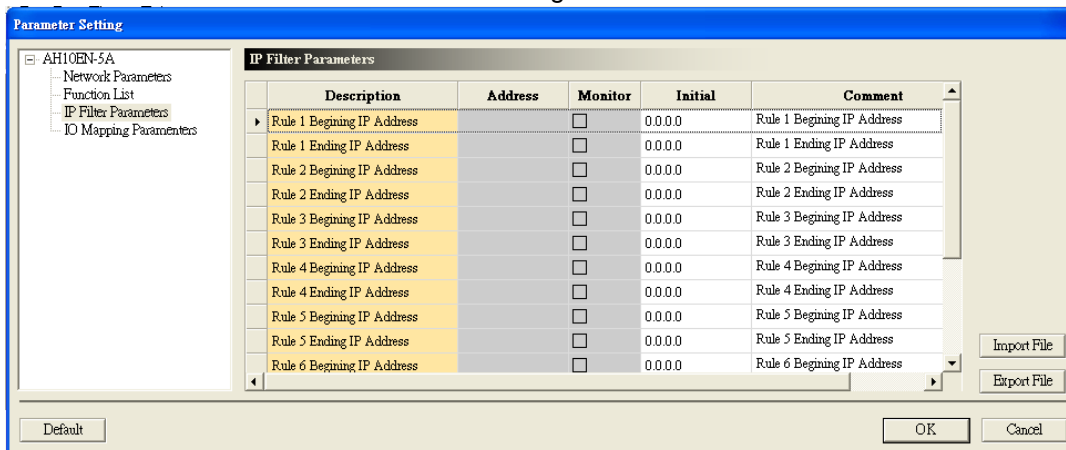 Parameter Setting
AH10EN-5A
Network Parameters
Function List
IP Filter Parameters
IO Mapping Paramenters
IP Filter Parameters
Description Address Monitor Initial Comment
Rule 1 Begining IP Address 0.0.0.0 Rule 1 Begining IP Address
Rule 1 Ending IP Address 0.0.0.0 Rule 1 Ending IP Address
Rule 2 Begining IP Address 0.0.0.0 Rule 2 Begining IP Address
Rule 2 Ending IP Address 0.0.0.0 Rule 2 Ending IP Address
Rule 3 Begining IP Address 0.0.0.0 Rule 3 Begining IP Address
Rule 3 Ending IP Address 0.0.0.0 Rule 3 Ending IP Address
Rule 4 Begining IP Address 0.0.0.0 Rule 4 Begining IP Address
Rule 4 Ending IP Address 0.0.0.0 Rule 4 Ending IP Address
Rule 5 Begining IP Address 0.0.0.0 Rule 5 Begining IP Address
Rule 5 Ending IP Address 0.0.0.0 Rule 5 Ending IP Address
Rule 6 Begining IP Address 0.0.0.0 Rule 6 Begining IP Address
Import File
Export File
Default OK Cancel